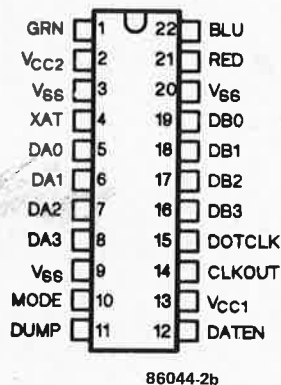 GRN 1 22 BLU
VCC2 2 21 RED
VSS 3 20 VSS
XAT 4 19 DB0
DA0 5 18 DB1
DA1 6 17 DB2
DA2 7 16 DB3
DA3 8 15 DOTCLK
VSS 9 14 CLKOUT
MODE 10 13 VCC1
DUMP 11 12 DATEN
86044-2b